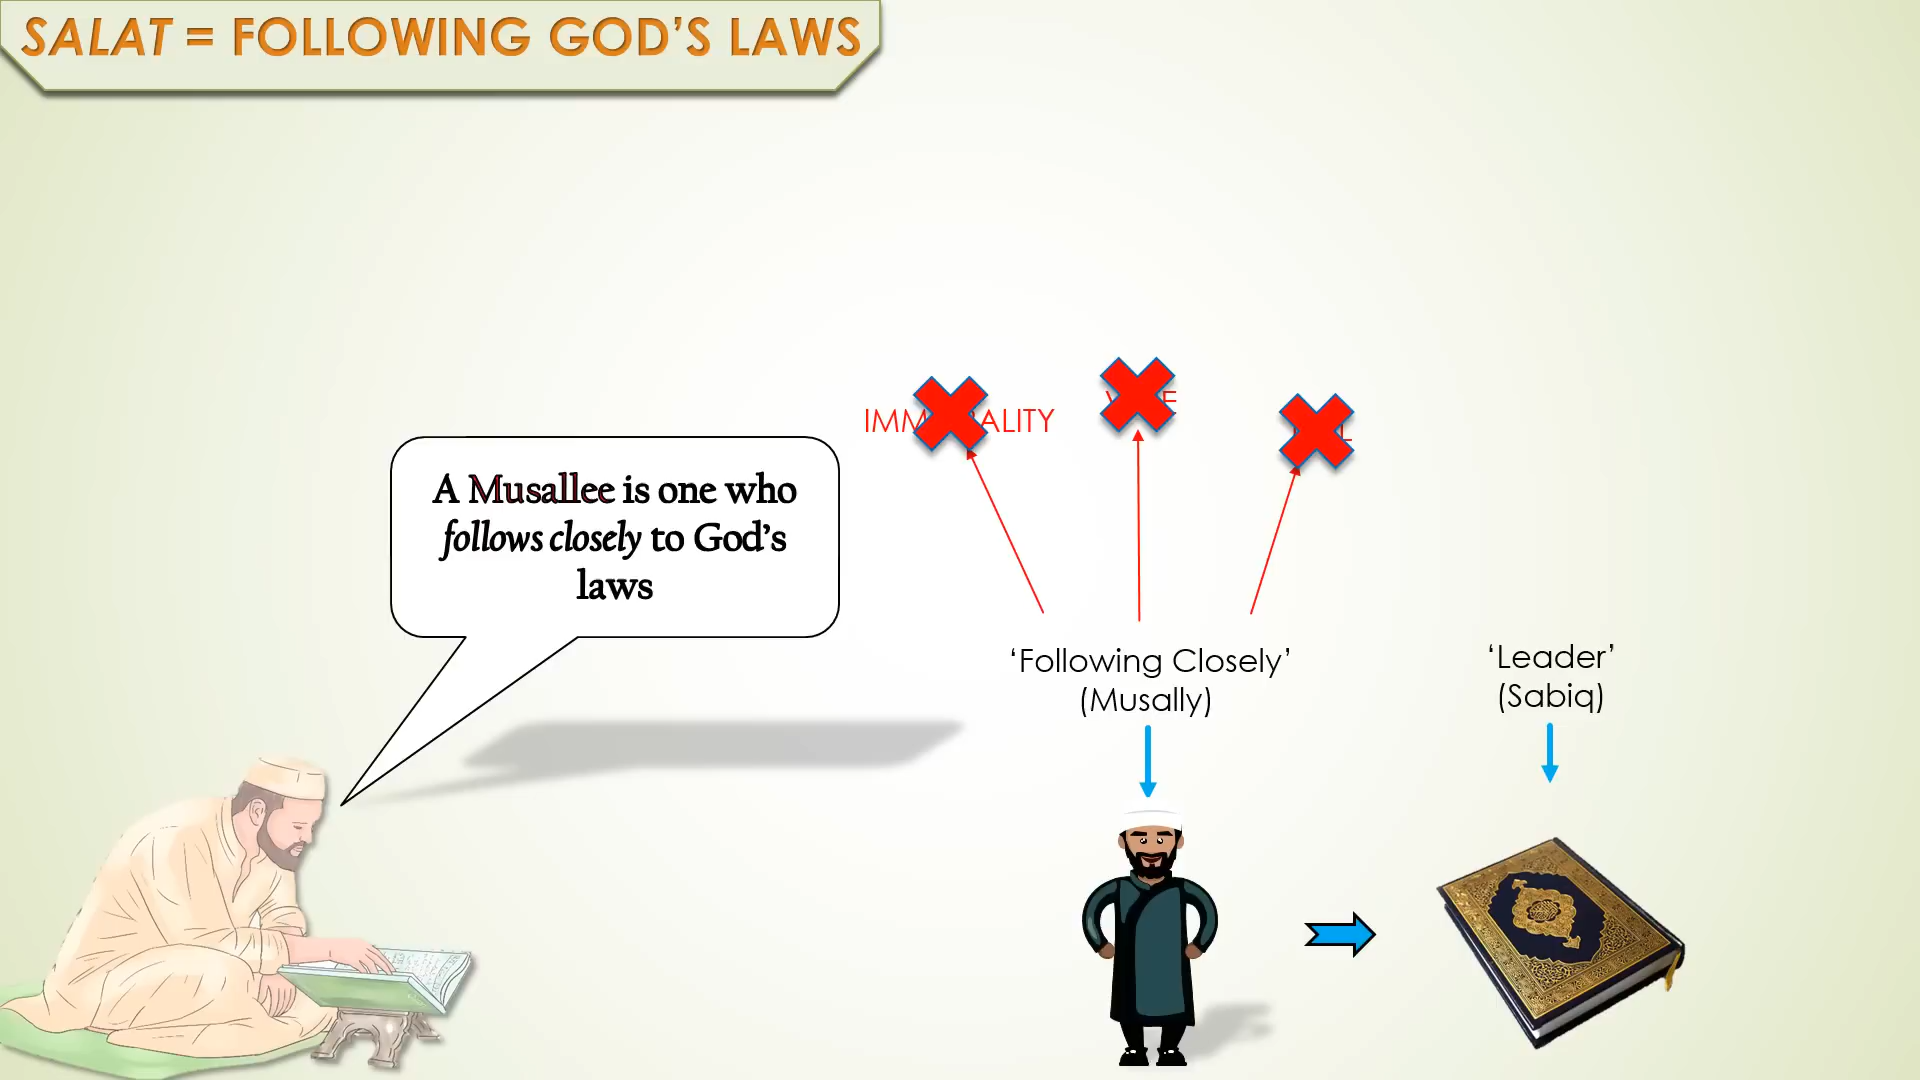 SALAT = FOLLOWING GOD'S LAWS
A Musallee is one who
follows closely to God's
laws
'Following Closely'
(Musally)
'Leader'
(Sabiq)